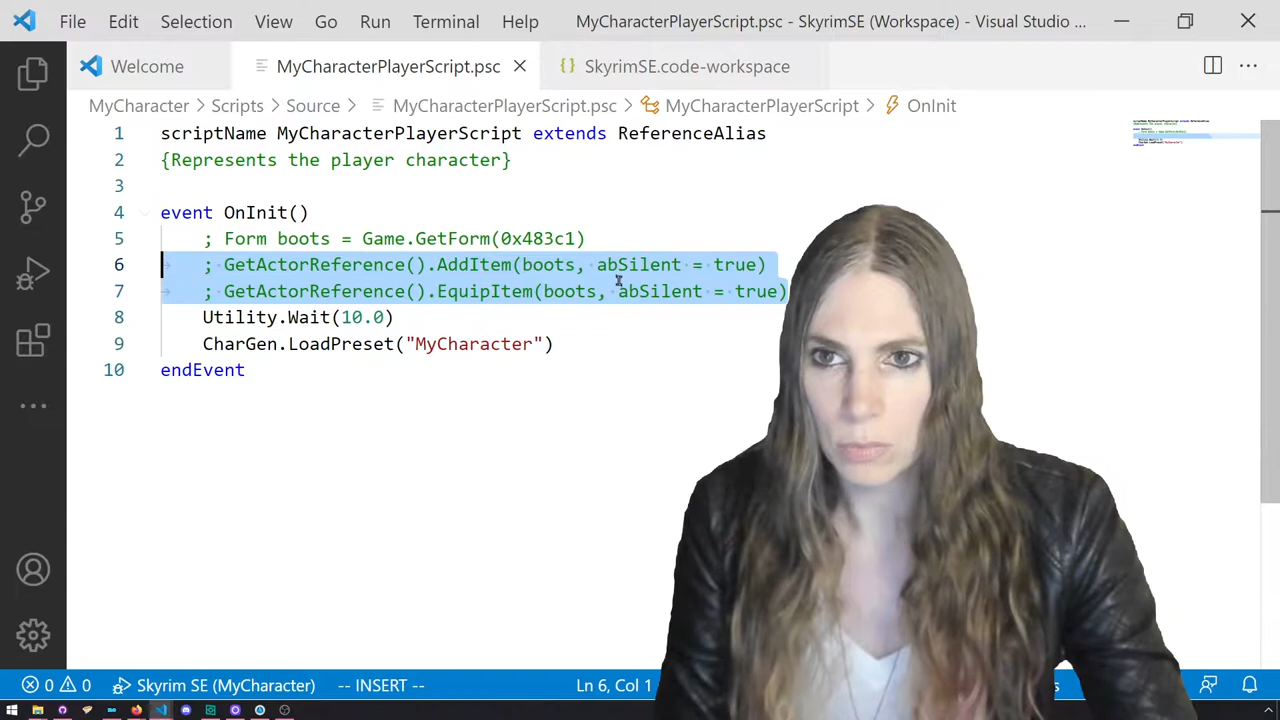 File Edit Selection View Go Run Terminal Help MyCharacterPlayerScript.psc - SkyrimSE (Workspace) - Visual Studio ...
Welcome MyCharacterPlayerScript.psc SkyrimSE.code-workspace
MyCharacter > Scripts > Source > MyCharacterPlayerScript.psc > MyCharacterPlayerScript > OnInit
1 scriptName MyCharacterPlayerScript extends ReferenceAlias
2 {Represents the player character}
3
4 event OnInit()
5 ; Form boots = Game.GetForm(0x483c1)
6 ; GetActorReference().AddItem(boots, abSilent = true)
7 ; GetActorReference().EquipItem(boots, abSilent = true)
8 Utility.Wait(10.0)
9 CharGen.LoadPreset("MyCharacter")
10 endEvent
0 0 Skyrim SE (MyCharacter) -- INSERT -- Ln 6, Col 1